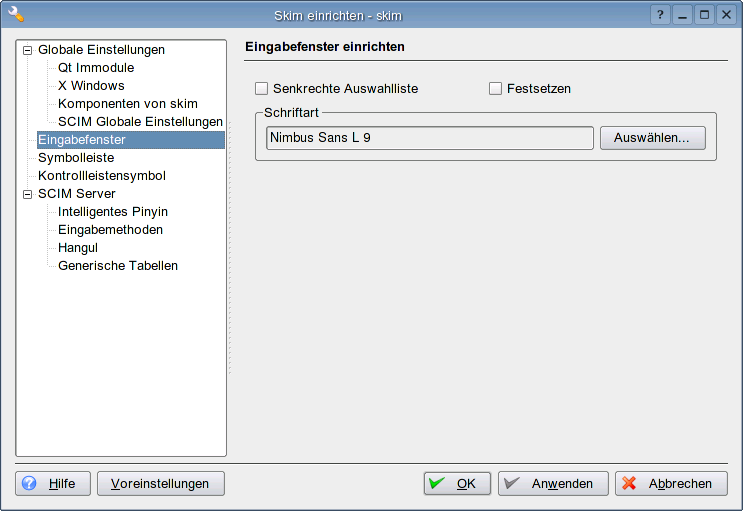 Skim einrichten - skim
Globale Einstellungen
Qt Immodule
X Windows
Komponenten von skim
SCIM Globale Einstellungen
Eingabefenster
Symbolleiste
Kontrollleistensymbol
SCIM Server
Intelligentes Pinyin
Eingabemethoden
Hangul
Generische Tabellen
Eingabefenster einrichten
Senkrechte Auswahlliste
Festsetzen
Schriftart
Nimbus Sans L 9
Auswählen...
Hilfe
Voreinstellungen
OK
Anwenden
Abbrechen